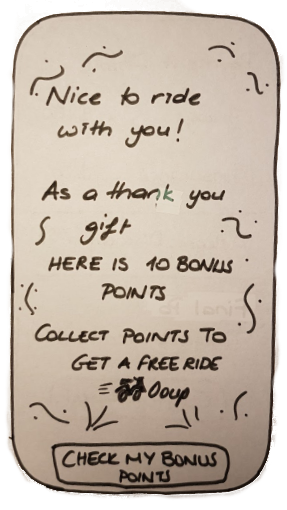 Nice to ride
with you!
As a thank you
gift
HERE IS 10 BONUS
POINTS
COLLECT POINTS TO
GET A FREE RIDE
CHECK MY BONUS
POINTS